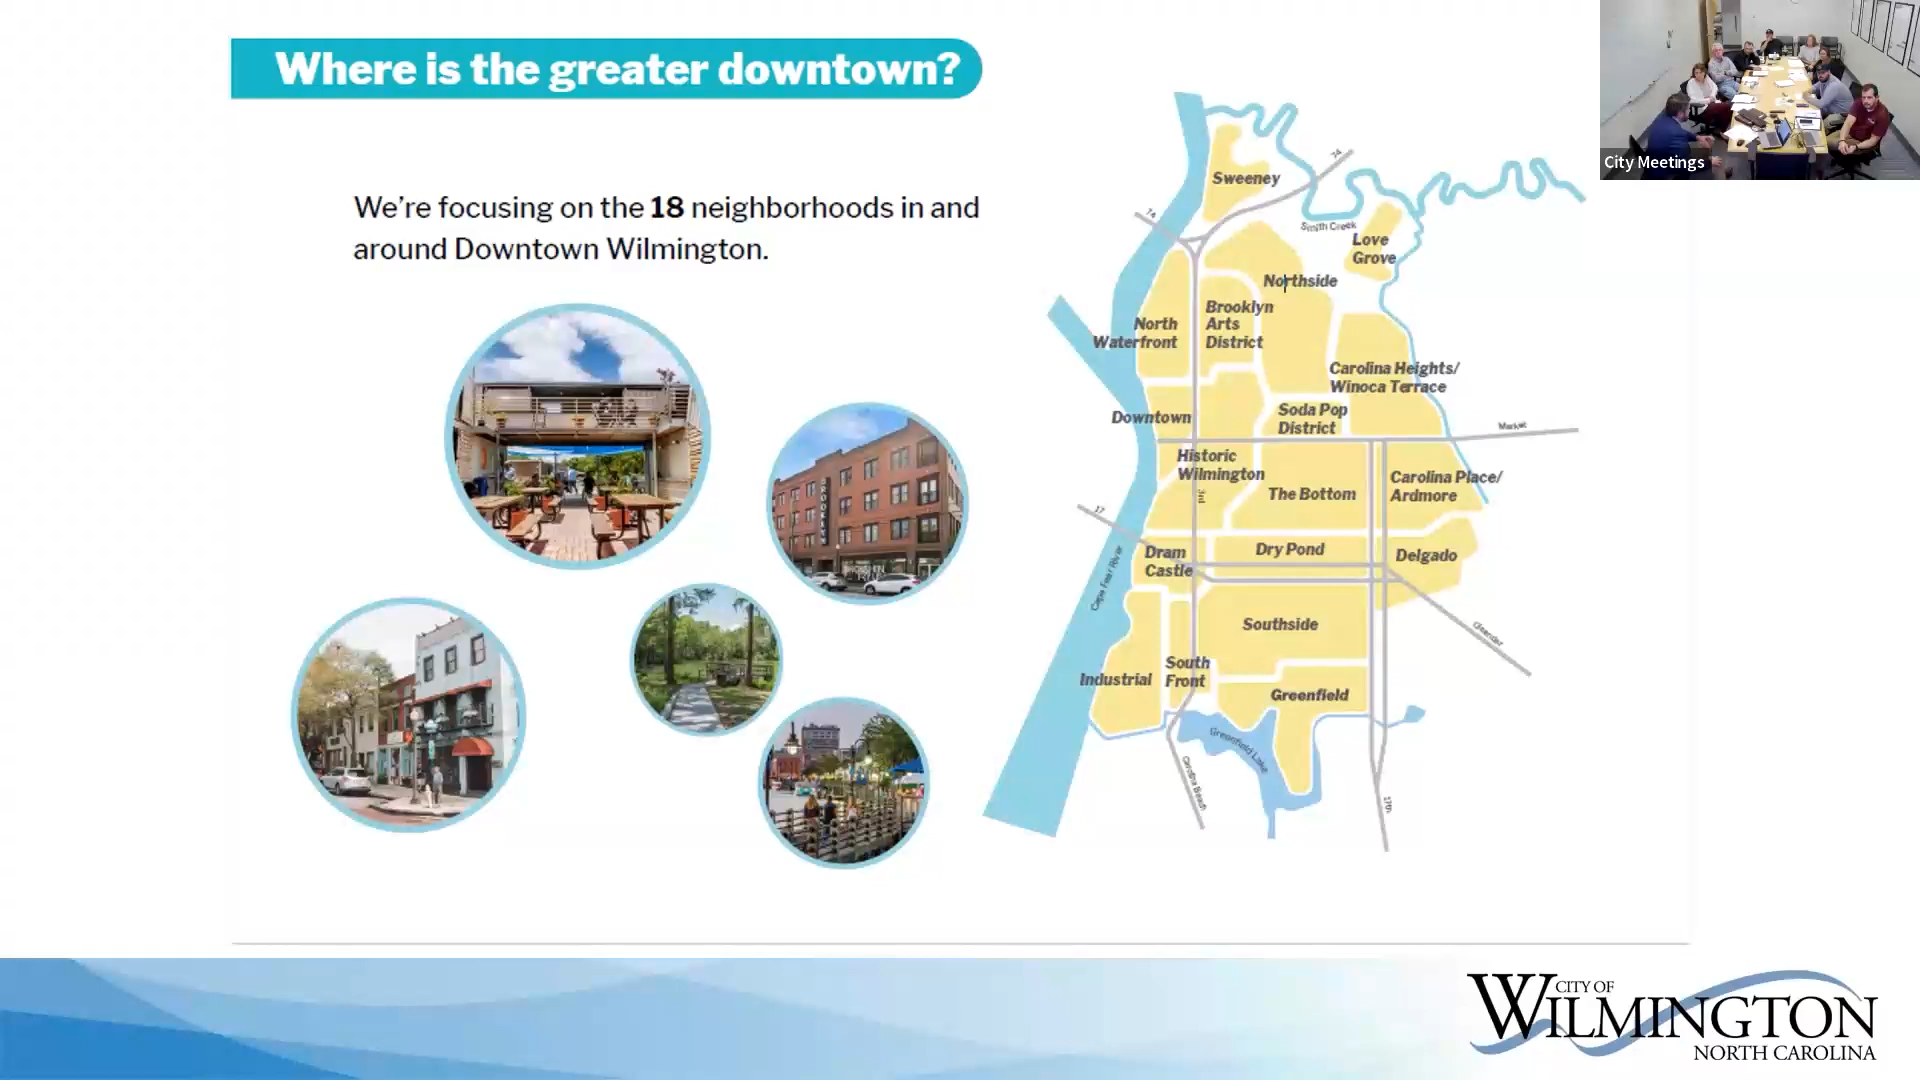 Where is the greater downtown?
City Meetings
We're focusing on the 18 neighborhoods in and
around Downtown Wilmington.
74
Sweeney
74
Smith Creek
Love
Grove
Northside
Brooklyn
Arts
District
North
Waterfront
Carolina Heights/
Winoca Terrace
Soda Pop
District
Downtown
Market
Historic
Wilmington
3rd
The Bottom
Carolina Place/
Ardmore
17
Cape Fear River
Dram
Castle
Dry Pond
Delgado
Southside
Oleander
Industrial
South
Front
Greenfield
Greenfield Lake
Carolina Beach
17th
BROOKLYN
CITY OF
WILMINGTON
NORTH CAROLINA